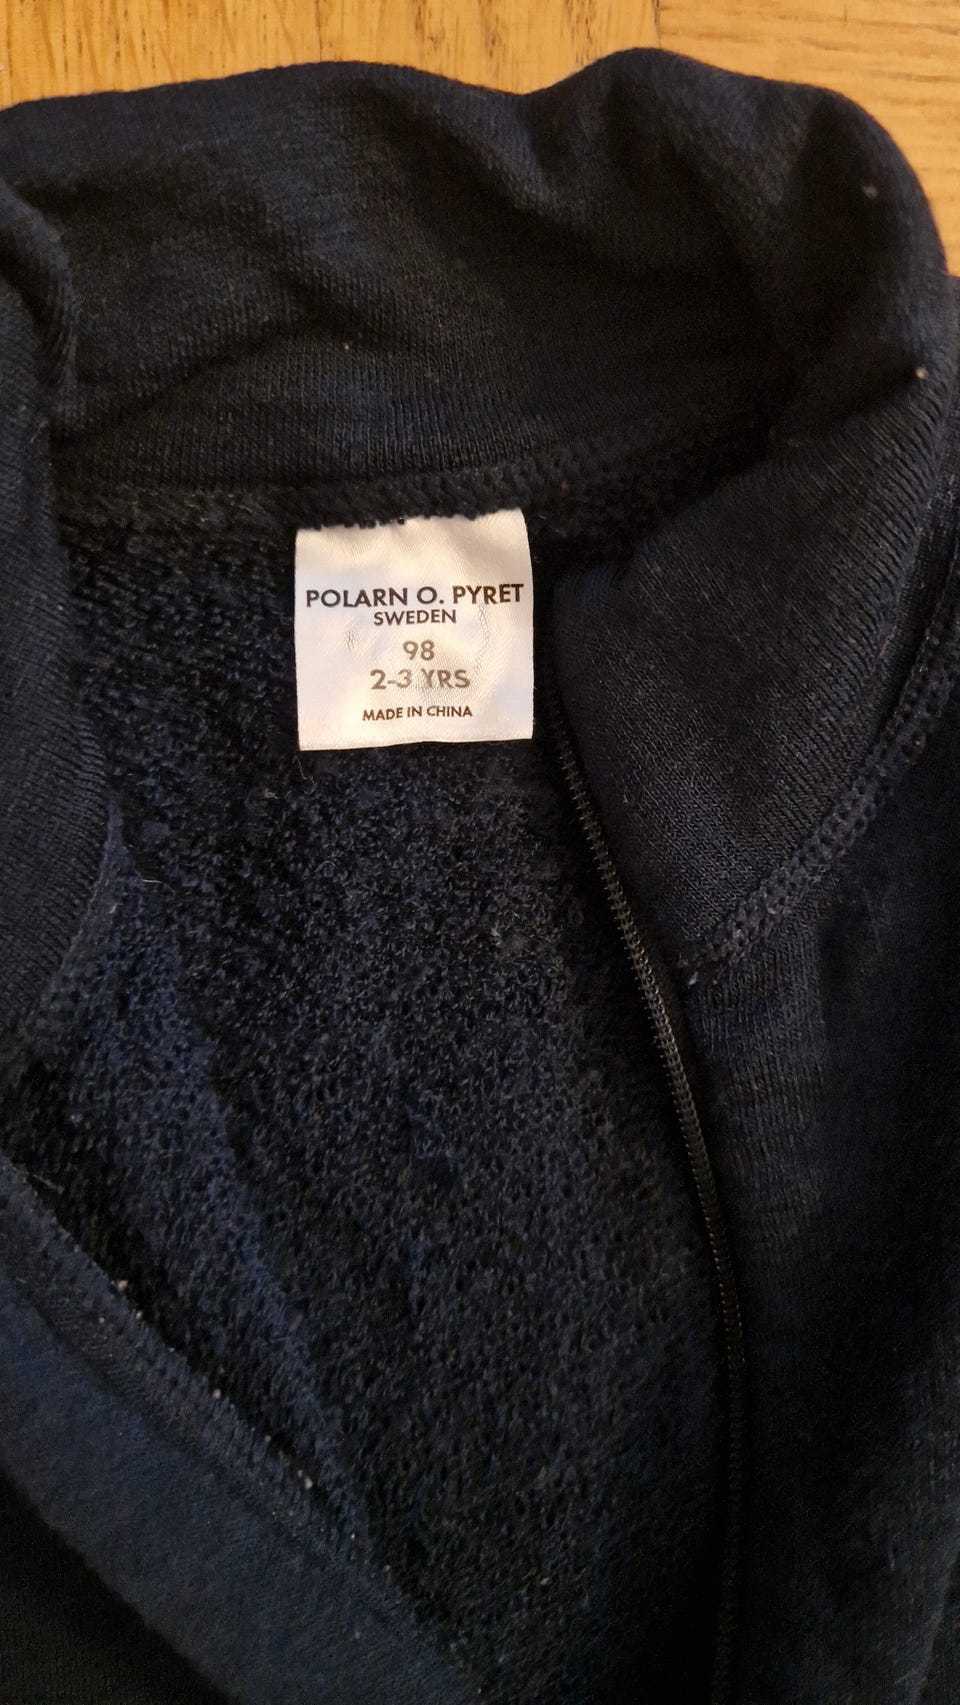 POLARN O. PYRET
SWEDEN
98
2-3 YRS
MADE IN CHINA